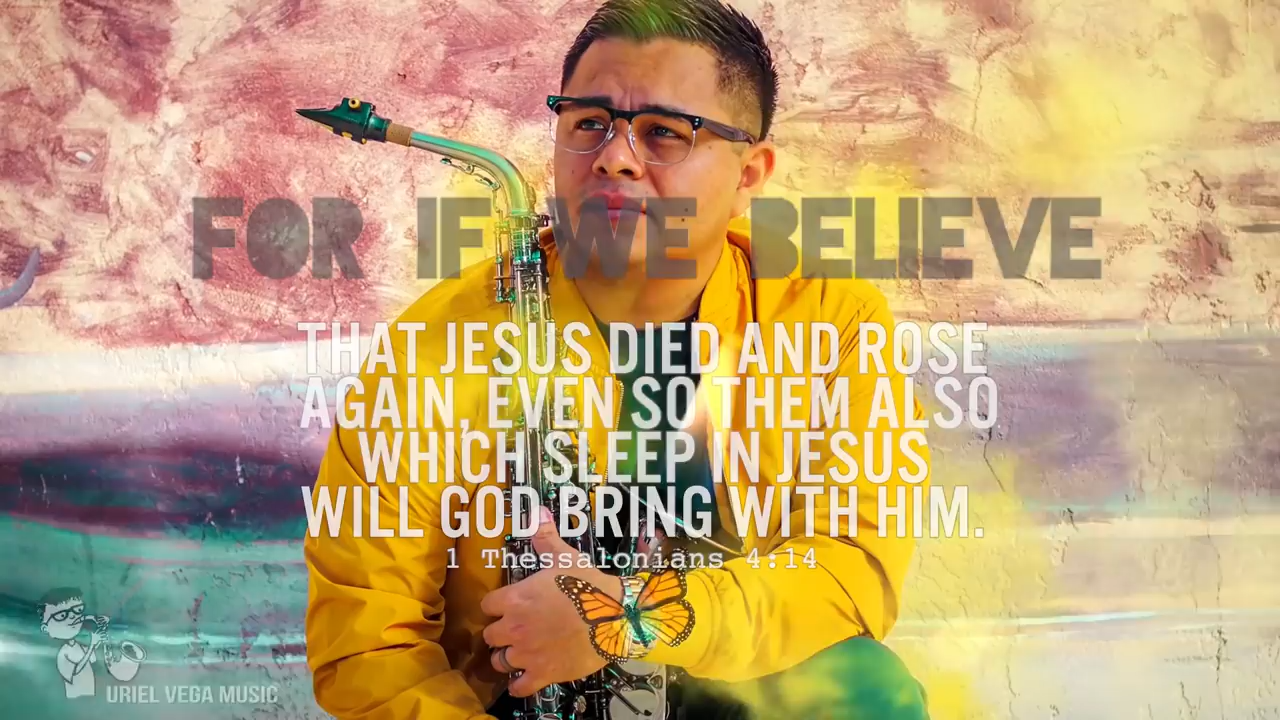 FOR IF WE BELIEVE
THAT JESUS DIED AND ROSE
AGAIN, EVEN SO THEM ALSO
WHICH SLEEP IN JESUS
WILL GOD BRING WITH HIM.
1 Thessalonians 4:14
URIEL VEGA MUSIC